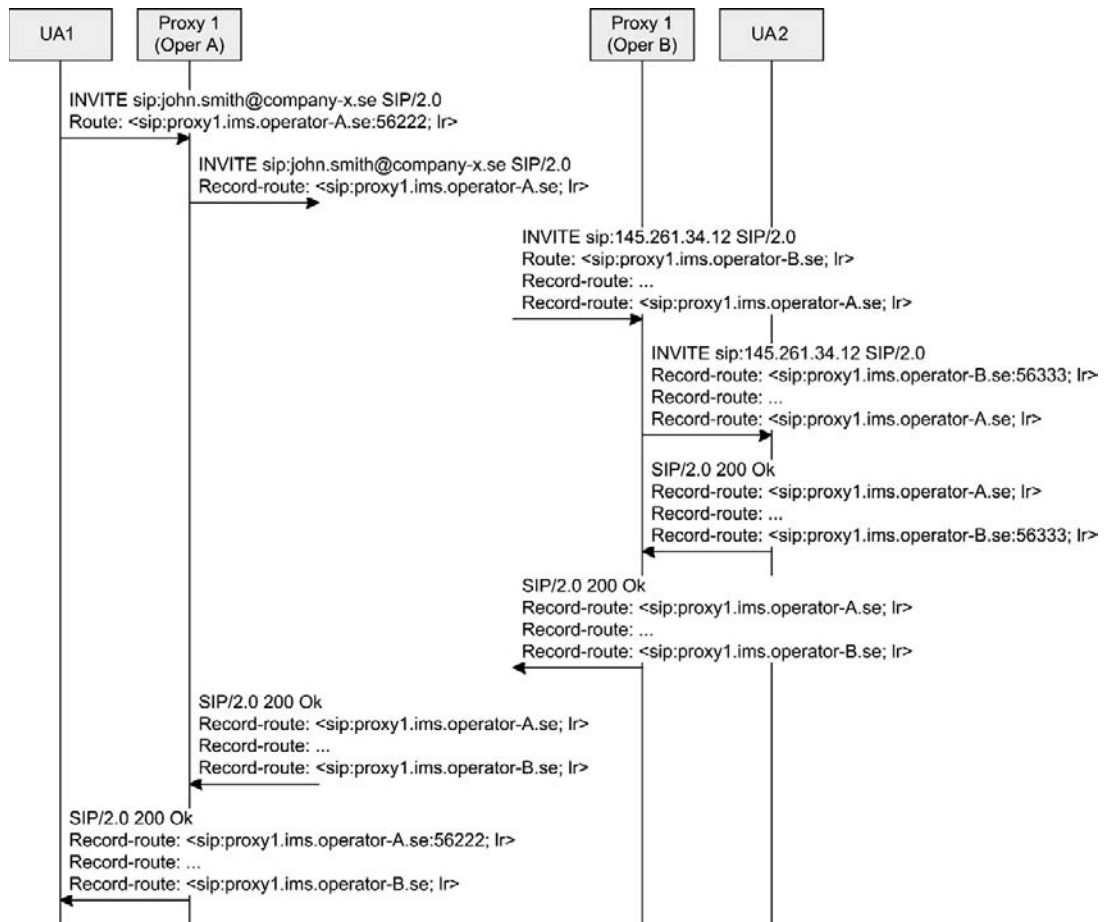 UA1
Proxy 1
(Oper A)
Proxy 1
(Oper B)
UA2
INVITE sip:john.smith@company-x.se SIP/2.0
Route: <sip:proxy1.ims.operator-A.se:56222; lr>
INVITE sip:john.smith@company-x.se SIP/2.0
Record-route: <sip:proxy1.ims.operator-A.se; lr>
INVITE sip:145.261.34.12 SIP/2.0
Route: <sip:proxy1.ims.operator-B.se; lr>
Record-route: ...
Record-route: <sip:proxy1.ims.operator-A.se; lr>
INVITE sip:145.261.34.12 SIP/2.0
Record-route: <sip:proxy1.ims.operator-B.se:56333; lr>
Record-route: ...
Record-route: <sip:proxy1.ims.operator-A.se; lr>
SIP/2.0 200 Ok
Record-route: <sip:proxy1.ims.operator-A.se; lr>
Record-route: ...
Record-route: <sip:proxy1.ims.operator-B.se:56333; lr>
SIP/2.0 200 Ok
Record-route: <sip:proxy1.ims.operator-A.se; lr>
Record-route: ...
Record-route: <sip:proxy1.ims.operator-B.se; lr>
SIP/2.0 200 Ok
Record-route: <sip:proxy1.ims.operator-A.se; lr>
Record-route: ...
Record-route: <sip:proxy1.ims.operator-B.se; lr>
SIP/2.0 200 Ok
Record-route: <sip:proxy1.ims.operator-A.se:56222; lr>
Record-route: ...
Record-route: <sip:proxy1.ims.operator-B.se; lr>